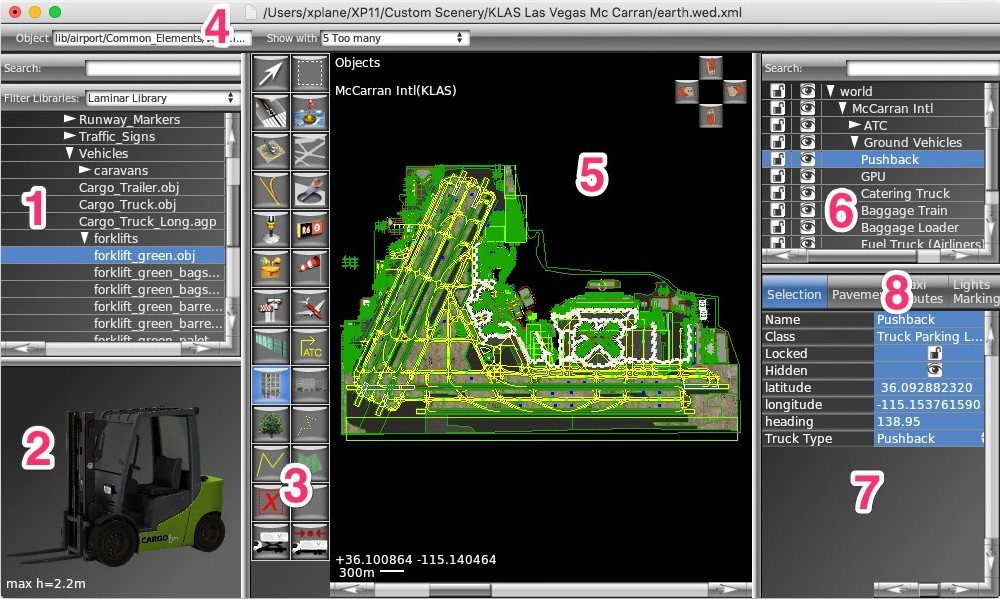 /Users/xplane/XP11/Custom Scenery/KLAS Las Vegas Mc Carran/earth.wed.xml
Object lib/airport/Common_Elements/ 4 Show with 5 Too many
Search:
Filter Libraries: Laminar Library
Runway_Markers
Traffic_Signs
Vehicles
caravans
Cargo_Trailer.obj
1
Cargo_Truck.obj
Cargo_Truck_Long.agp
forklifts
forklift_green.obj
forklift_green_bags...
forklift_green_bags...
forklift_green_barre...
forklift_green_barre...
2
CARGO
max h=2.2m
R6
ATC
X
3
Objects
McCarran Intl(KLAS)
5
+36.100864 -115.140464
300m
Search:
world
McCarran Intl
ATC
Ground Vehicles
Pushback
GPU
Catering Truck
6
Baggage Train
Baggage Loader
Fuel Truck (Airliners)
8
Selection
Lights
Marking
Name Pushback
Class Truck Parking L...
Locked
Hidden
latitude 36.092882320
longitude -115.153761590
heading 138.95
Truck Type Pushback
7